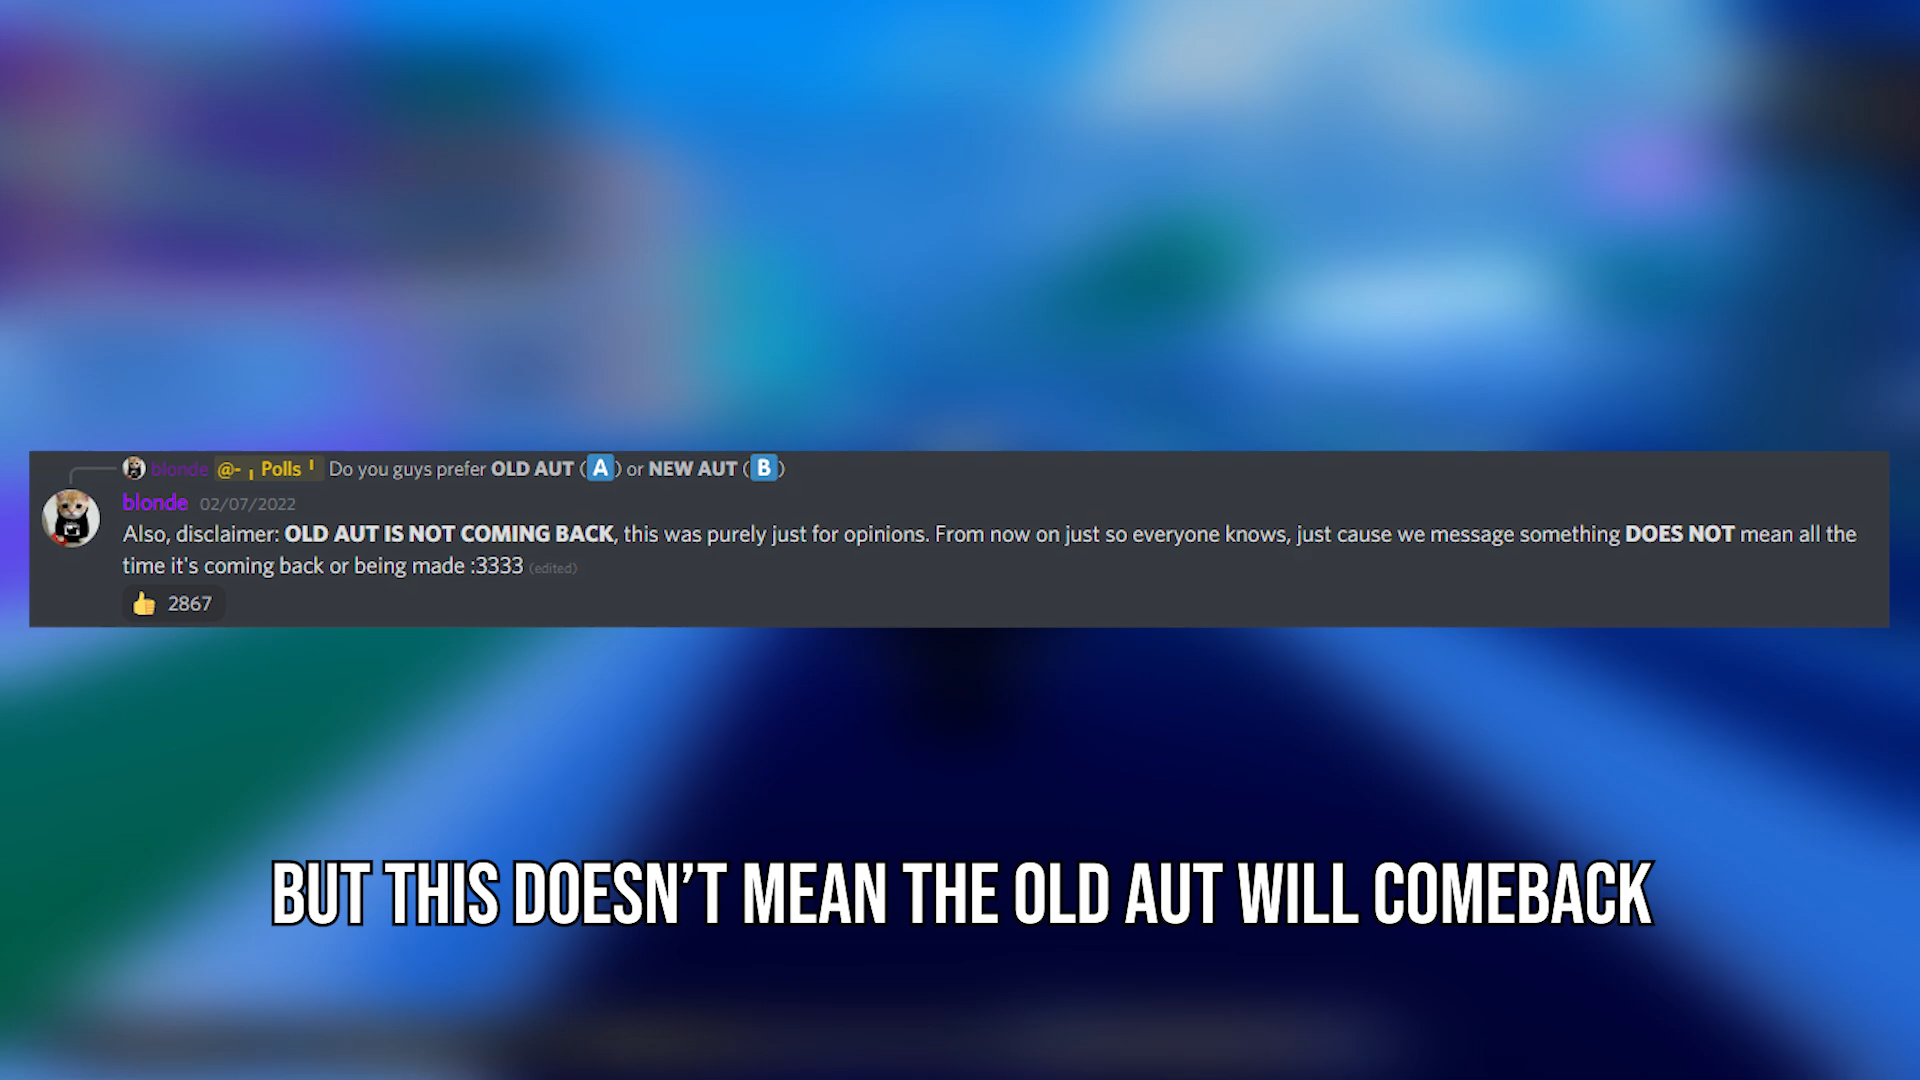 blonde @- ╷ Polls ╵ Do you guys prefer OLD AUT (🅰) or NEW AUT (🅱)
blonde 02/07/2022
Also, disclaimer: OLD AUT IS NOT COMING BACK, this was purely just for opinions. From now on just so everyone knows, just cause we message something DOES NOT mean all the
time it's coming back or being made :3333 (edited)
👍 2867
BUT THIS DOESN’T MEAN THE OLD AUT WILL COMEBACK